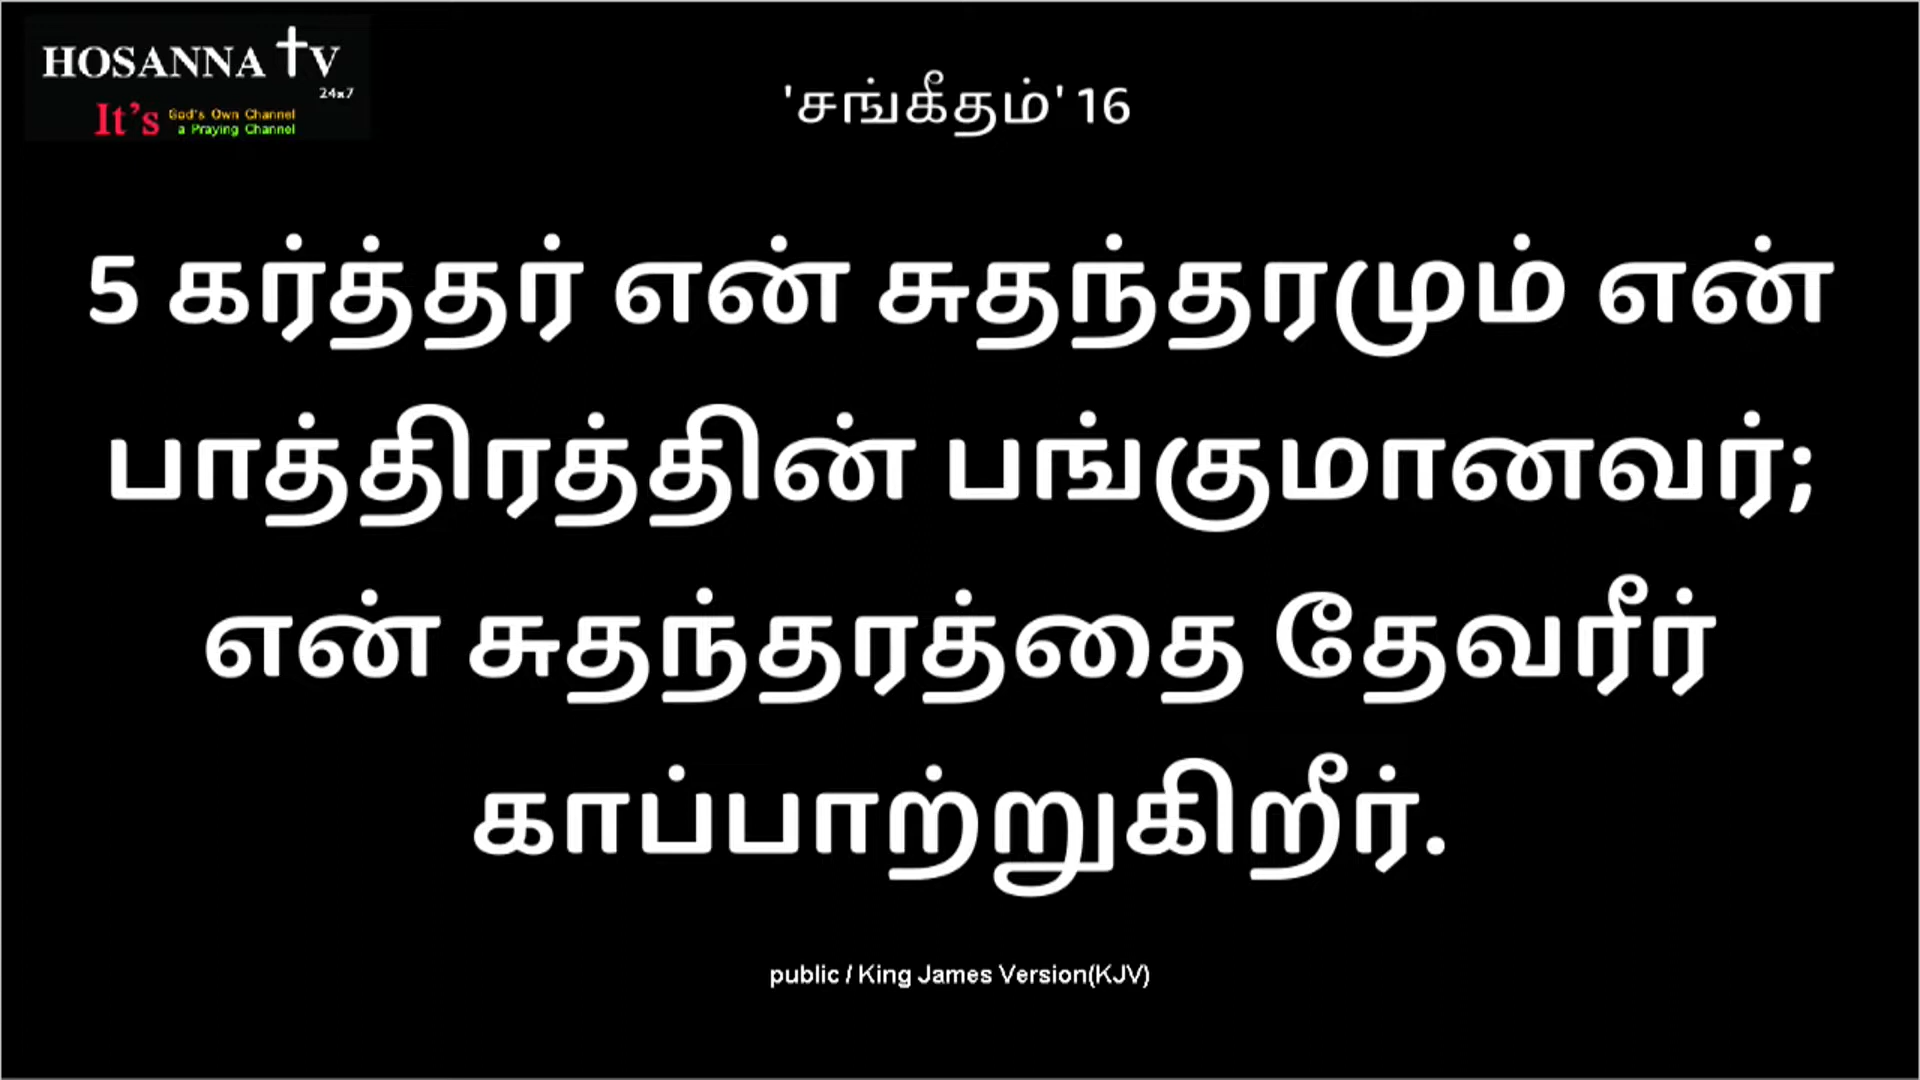 HOSANNA TV
24x7
It's God's Own Channel
a Praying Channel
'சங்கீதம்' 16
5 கர்த்தர் என் சுதந்தரமும் என்
பாத்திரத்தின் பங்குமானவர்;
என் சுதந்தரத்தை தேவரீர்
காப்பாற்றுகிறீர்.
public / King James Version(KJV)